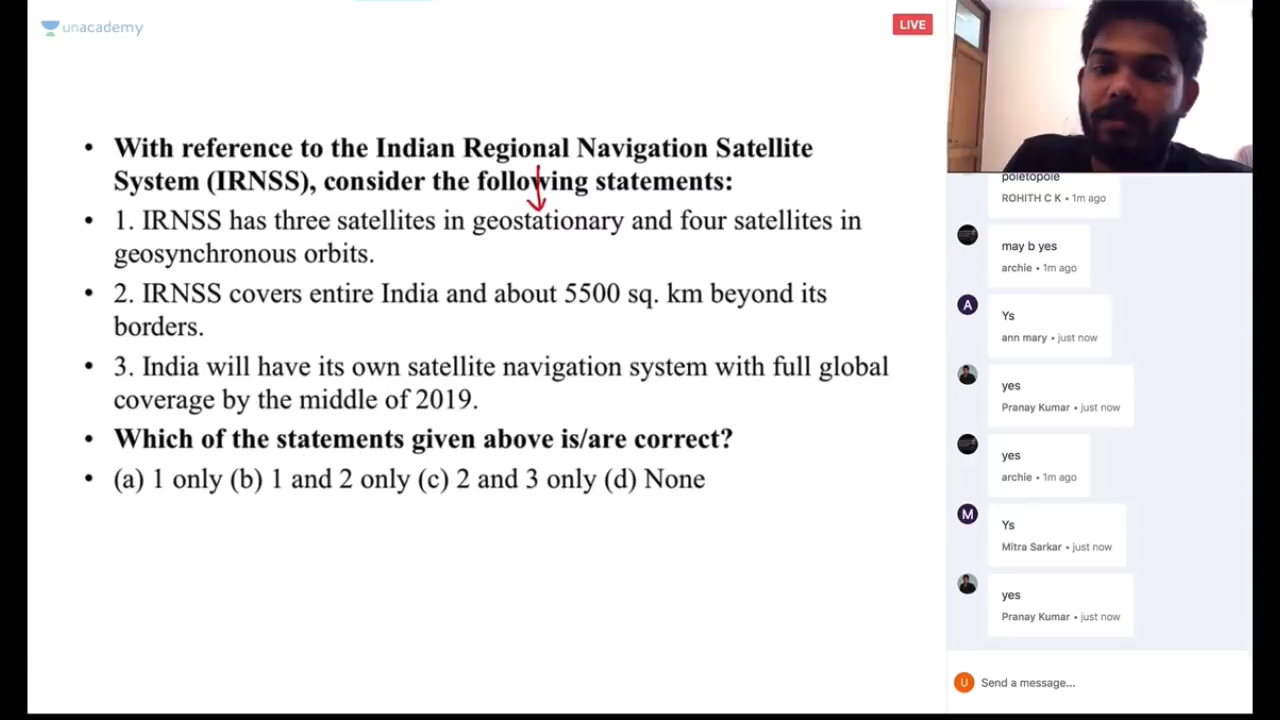 unacademy
LIVE
• With reference to the Indian Regional Navigation Satellite
System (IRNSS), consider the following statements:
• 1. IRNSS has three satellites in geostationary and four satellites in
geosynchronous orbits.
• 2. IRNSS covers entire India and about 5500 sq. km beyond its
borders.
• 3. India will have its own satellite navigation system with full global
coverage by the middle of 2019.
• Which of the statements given above is/are correct?
• (a) 1 only (b) 1 and 2 only (c) 2 and 3 only (d) None
poletopole
ROHITH C K • 1m ago
may b yes
archie • 1m ago
A
Ys
ann mary • just now
yes
Pranay Kumar • just now
yes
archie • 1m ago
M
Ys
Mitra Sarkar • just now
yes
Pranay Kumar • just now
U
Send a message...